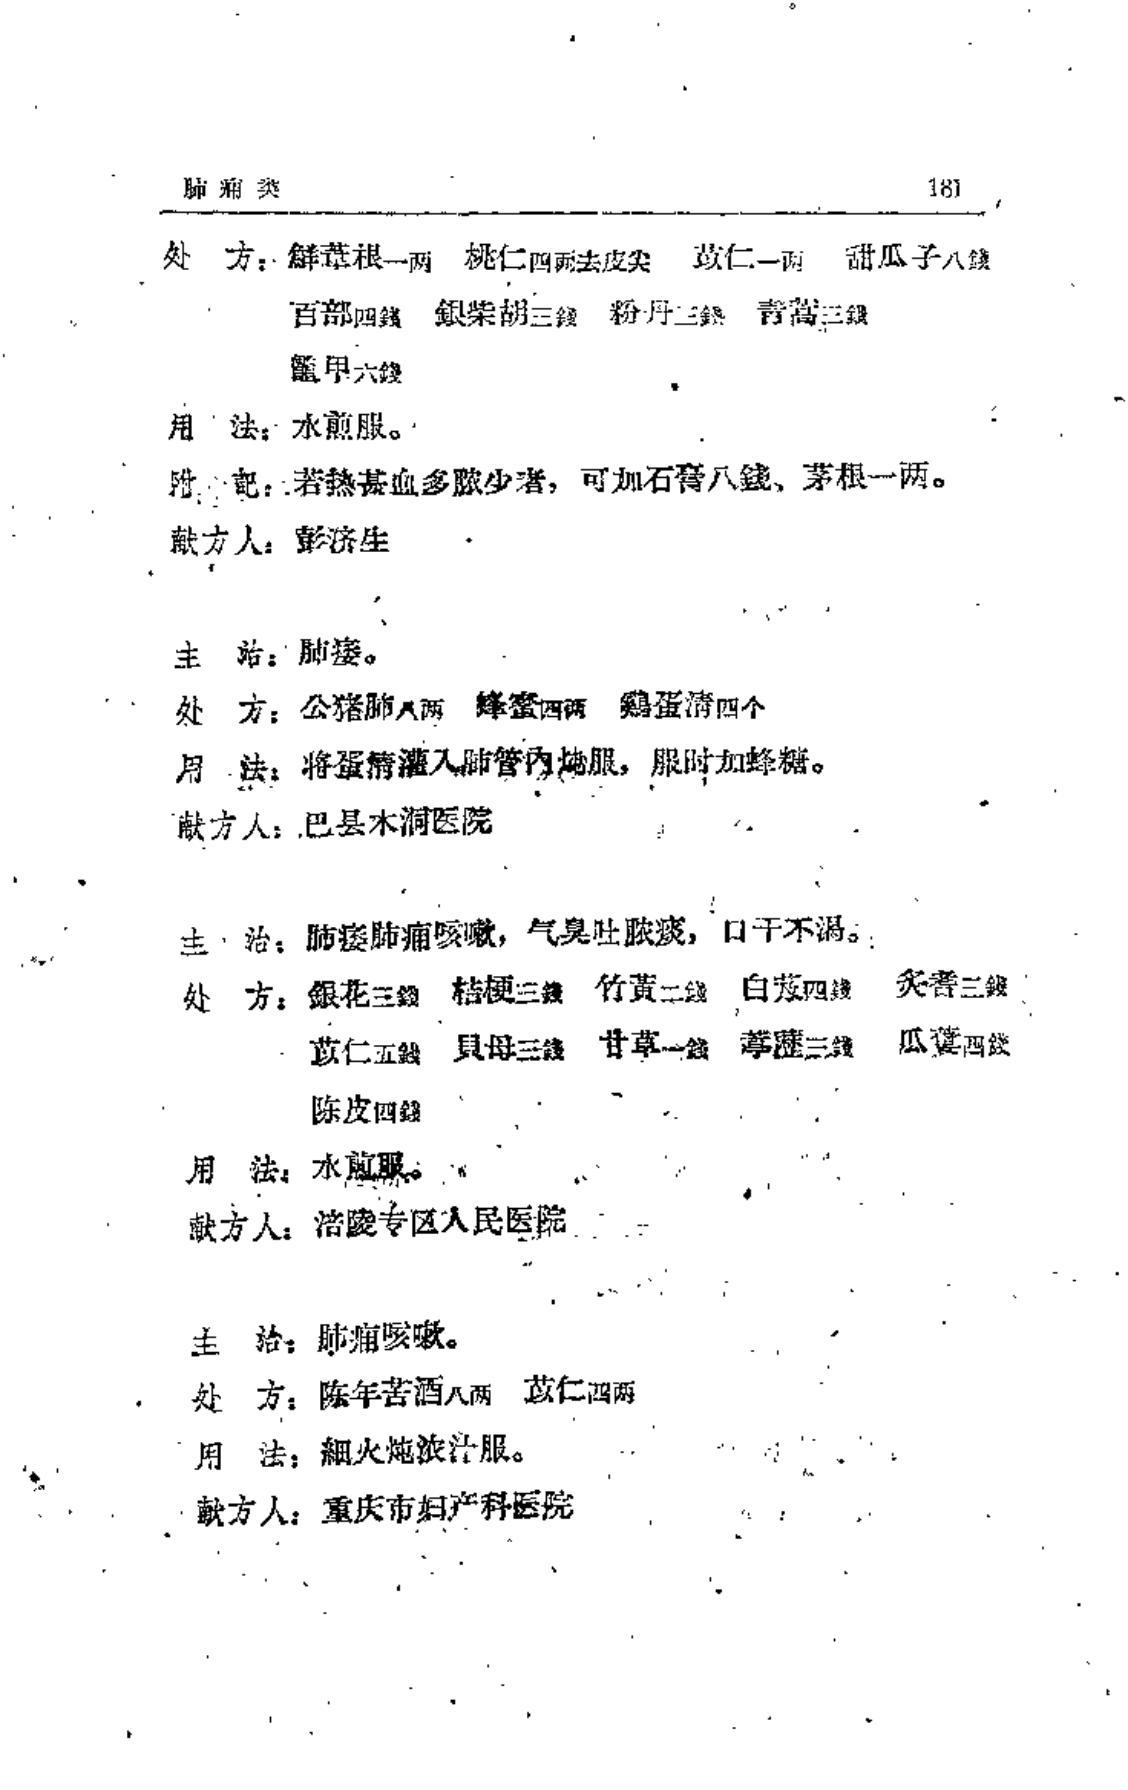 肺痈类 181
处 方：鮮葦根一两 桃仁四两去皮尖 苡仁一两 甜瓜子八錢
百部四錢 銀柴胡三錢 粉丹三錢 青蒿三錢
鼈甲六錢
用 法：水煎服。
附 記：若热甚血多脓少者，可加石膏八錢、茅根一两。
献方人：彭济生
主 治：肺痿。
处 方：公猪肺八两 蜂蜜四两 鷄蛋清四个
用 法：将蛋清灌入肺管内炖服，服时加蜂糖。
献方人：巴县木洞医院
主 治：肺痿肺痈咳嗽，气臭吐脓痰，口干不渴。
处 方：銀花三錢 桔梗三錢 竹黃二錢 白芨四錢 炙耆三錢
苡仁五錢 貝母三錢 甘草一錢 葶藶三錢 瓜蒌四錢
陈皮四錢
用 法：水煎服。
献方人：涪陵专区人民医院
主 治：肺痈咳嗽。
处 方：陈年苦酒八两 苡仁四两
用 法：細火炖浓汁服。
献方人：重庆市妇产科医院